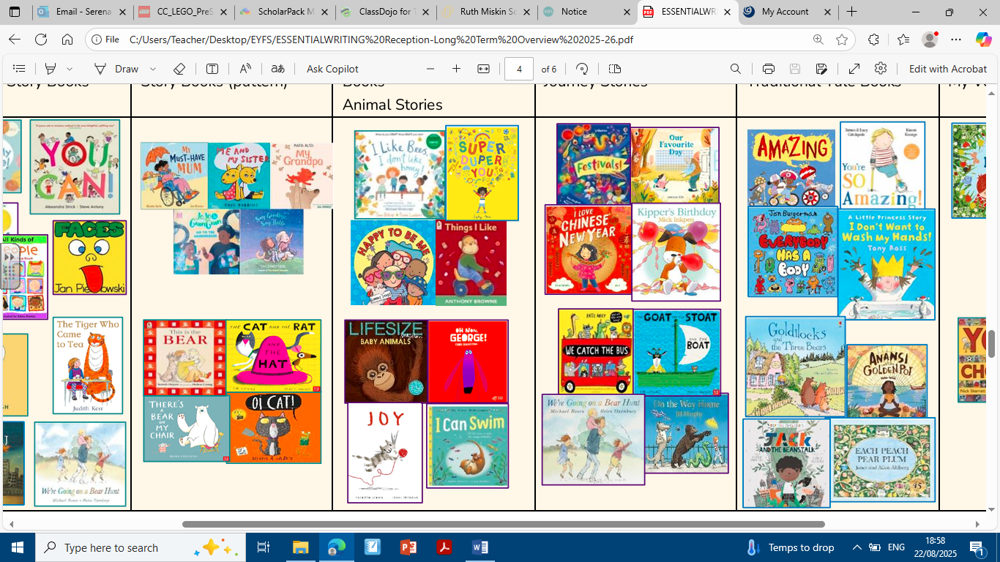 Email - Serena
CC_LEGO_PreS
ScholarPack M
ClassDojo for T
Ruth Miskin Sc
Notice
PDF
ESSENTIALWR
My Account
File
C:/Users/Teacher/Desktop/EYFS/ESSENTIALWRITING%20Reception-Long%20Term%20Overview%202025-26.pdf
Draw
Ask Copilot
4
of 6
Edit with Acrobat
Story Books
Story Books (pattern)
Books
Animal Stories
Journey Stories
Traditional Tale Books
YOU
CAN!
Alexandra Strick - Steve Antony
All Kinds of
FACES
The Tiger Who
Came to Tea
Judith Kerr
We're Going on a Bear Hunt
Michael Rosen Helen Oxenbury
My
MUST-HAVE
MUM
ME AND
MY SISTER
MARTA ALTÉS
My
Grandpa
This is the
BEAR
THE CAT AND THE RAT
AND
THE
HAT
THERE'S
A
BEAR
ON MY
CHAIR
Oi CAT!
I Like Bees,
I don't like
honey!
SUPER
DUPER
YOU!
HAPPY TO BE ME
Things I Like
ANTHONY BROWNE
LIFESIZE
BABY ANIMALS
OH NO,
GEORGE!
JOY
I Can Swim
Festivals!
Our
Favourite
Day
I LOVE
CHINESE
NEW YEAR
Kipper's Birthday
Mick Inkpen
WE CATCH THE BUS
GOAT STOAT
AND THE
BOAT
We're Going on a Bear Hunt
Michael Rosen Helen Oxenbury
On the Way Home
Jill Murphy
AMAZING
James & Lucy
Catchpole
Karen
George
You're
SO
Amazing!
Jon Burgerman
EVERYBODY
HAS A
BODY
A Little Princess Story
I Don't Want to
Wash My Hands!
Tony Ross
Goldilocks
and the
Three Bears
ANANSI
AND THE
GOLDEN POT
JACK
AND THE BEANSTALK
EACH PEACH
PEAR PLUM
Janet and Allan Ahlberg
Nick Sharratt
Type here to search
Temps to drop
ENG
18:58
22/08/2025
1